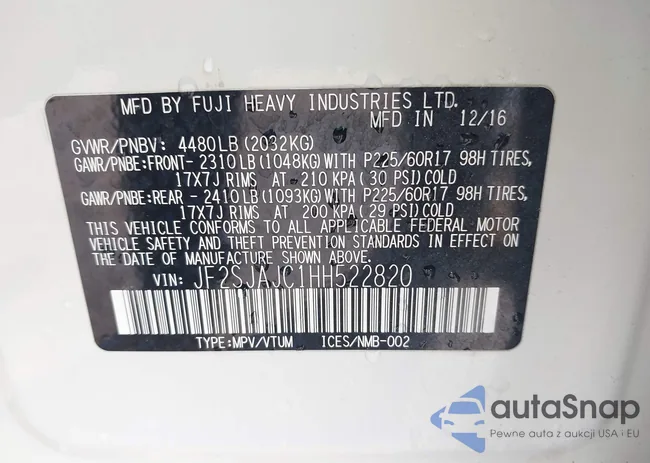 MFD BY FUJI HEAVY INDUSTRIES LTD.
MFD IN 12/16
GVWR/PNBV: 4480LB (2032KG)
GAWR/PNBE:FRONT- 2310LB (1048KG) WITH P225/60R17 98H TIRES,
17X7J RIMS AT 210 KPA (30 PSI) COLD
GAWR/PNBE:REAR - 2410LB (1093KG) WITH P225/60R17 98H TIRES,
17X7J RIMS AT 200 KPA (29 PSI) COLD
THIS VEHICLE CONFORMS TO ALL APPLICABLE FEDERAL MOTOR
VEHICLE SAFETY AND THEFT PREVENTION STANDARDS IN EFFECT ON
THE DATE OF MANUFACTURE SHOWN ABOVE.
VIN: JF2SJAJC1HH522820
TYPE:MPV/VTUM ICES/NMB-002
autaSnap
Pewne auta z aukcji USA i EU